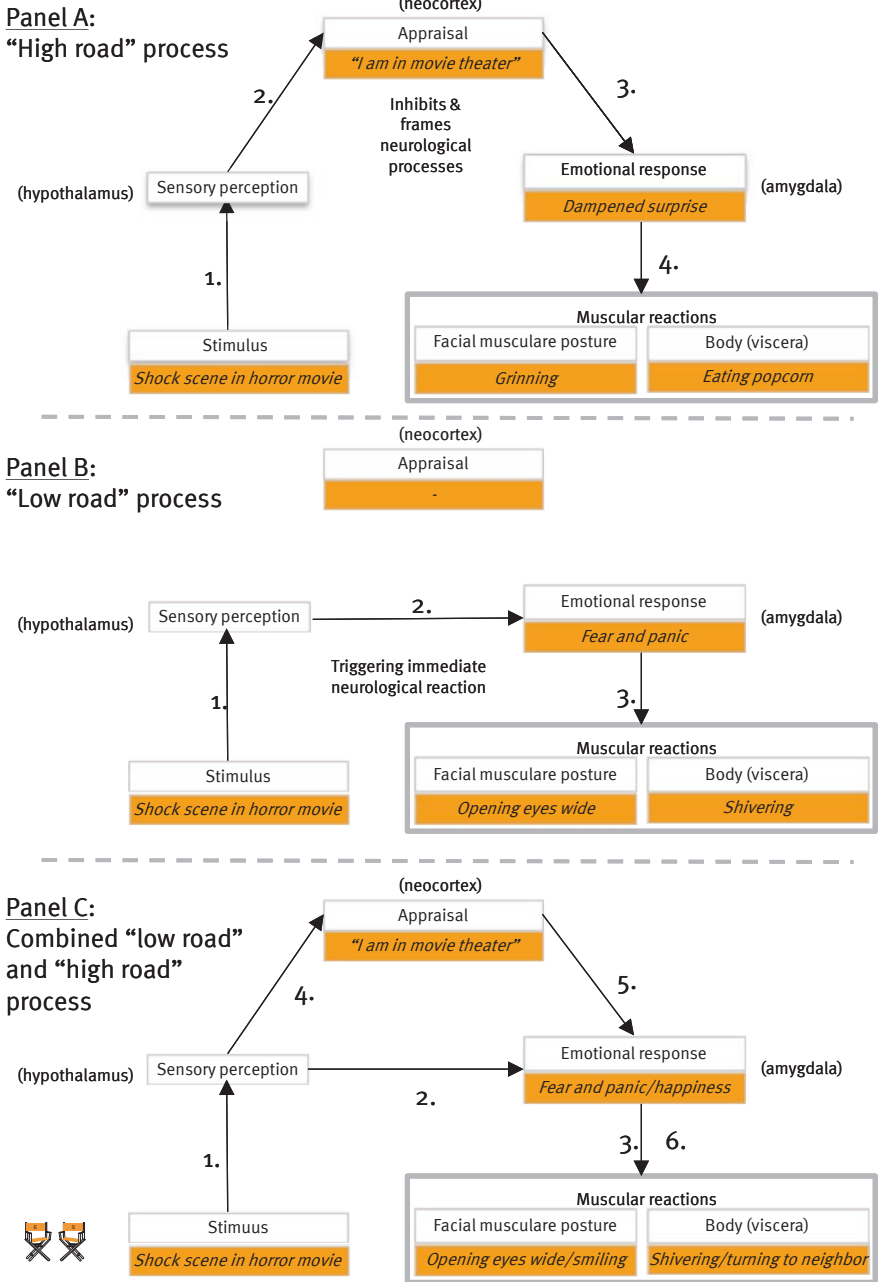 (neocortex)
Panel A:
“High road” process
Appraisal
“I am in movie theater”
2.
3.
Inhibits &
frames
neurological
processes
(hypothalamus)
Sensory perception
Emotional response
(amygdala)
Dampened surprise
1.
4.
Stimulus
Shock scene in horror movie
Muscular reactions
Facial musculare posture
Body (viscera)
Grinning
Eating popcorn
(neocortex)
Panel B:
“Low road” process
Appraisal
-
(hypothalamus)
Sensory perception
2.
Emotional response
(amygdala)
Fear and panic
Triggering immediate
neurological reaction
1.
3.
Stimulus
Shock scene in horror movie
Muscular reactions
Facial musculare posture
Body (viscera)
Opening eyes wide
Shivering
(neocortex)
Panel C:
Combined “low road”
and “high road”
process
Appraisal
“I am in movie theater”
4.
5.
(hypothalamus)
Sensory perception
2.
Emotional response
(amygdala)
Fear and panic/happiness
1.
3.
6.
Stimuus
Shock scene in horror movie
Muscular reactions
Facial musculare posture
Body (viscera)
Opening eyes wide/smiling
Shivering/turning to neighbor